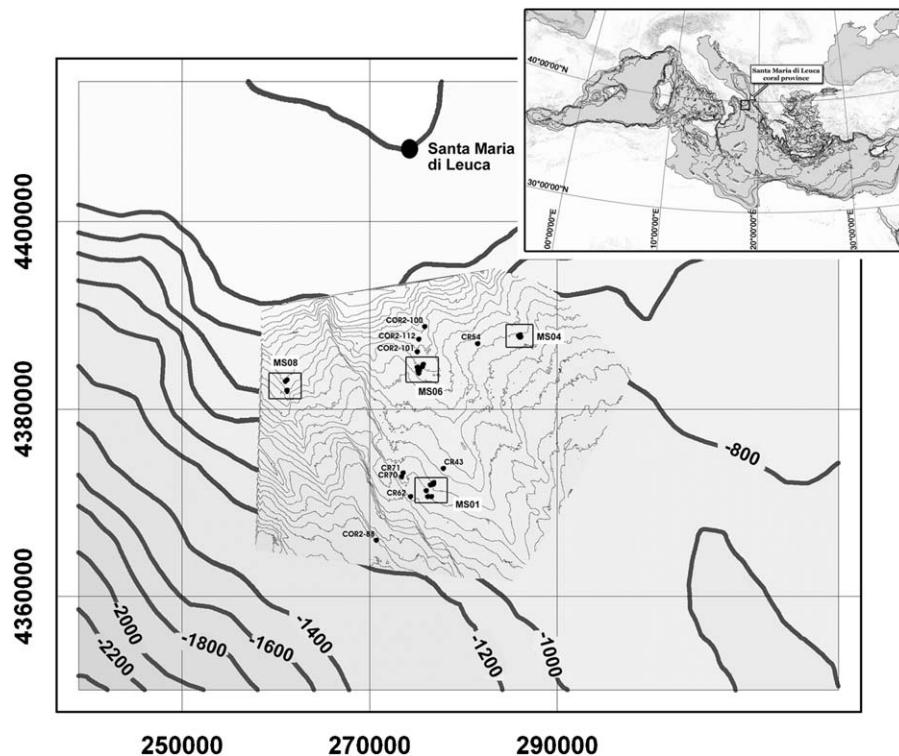 Santa Maria di Leuca
coral province
40°00'00"N
30°00'00"N
00°00'00"E
10°00'00"E
20°00'00"E
30°00'00"E
Santa Maria
di Leuca
4400000
4380000
4360000
COR2-100
COR2-112
COR2-101
CR54
MS04
MS08
MS06
CR71
CR70
CR43
CR62
MS01
COR2-88
-800
-1000
-1200
-1400
-1600
-1800
-2000
-2200
250000
270000
290000